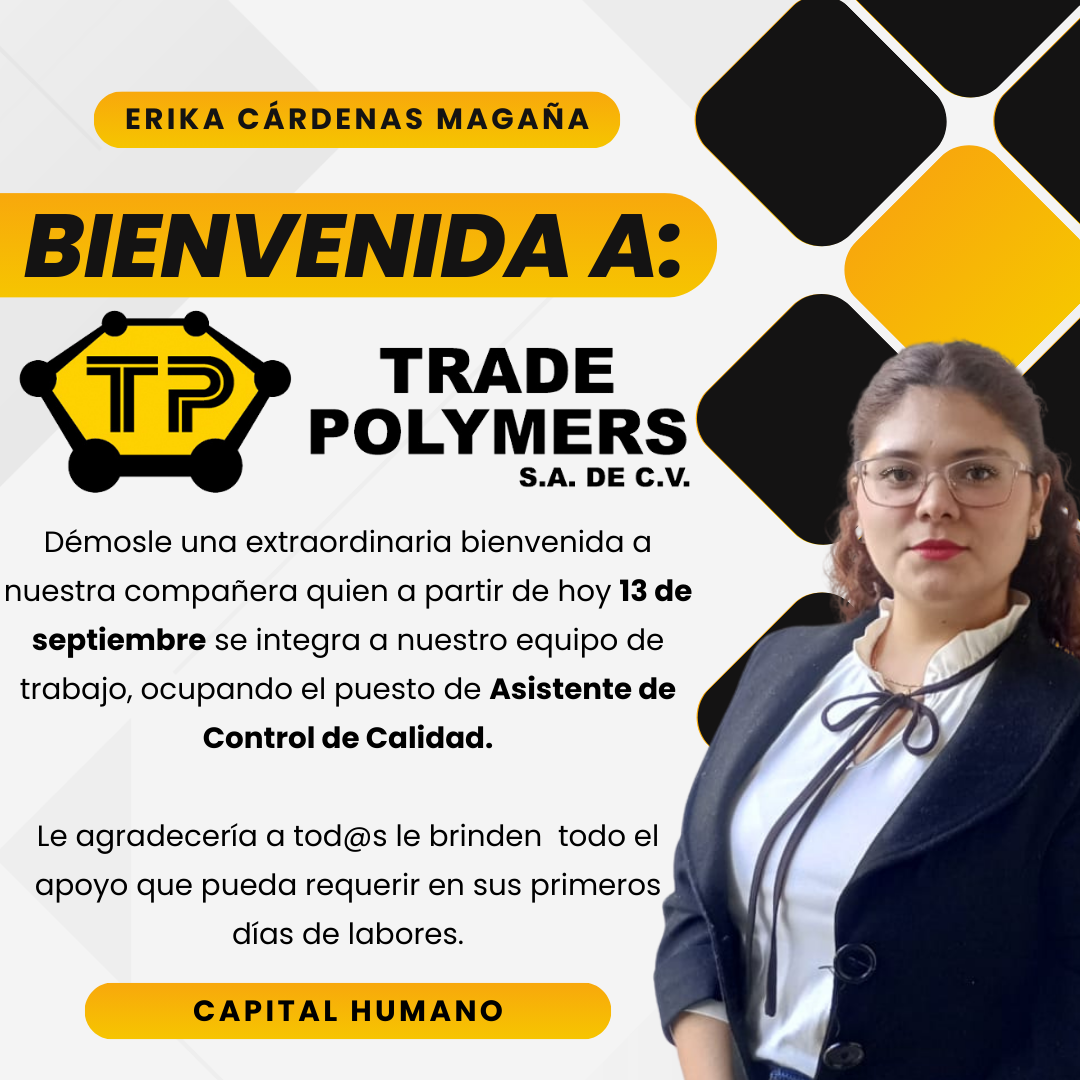 ERIKA CÁRDENAS MAGAÑA
BIENVENIDA A:
TP
TRADE
POLYMERS
S.A. DE C.V.
Démosle una extraordinaria bienvenida a
nuestra compañera quien a partir de hoy 13 de
septiembre se integra a nuestro equipo de
trabajo, ocupando el puesto de Asistente de
Control de Calidad.
Le agradecería a tod@s le brinden  todo el
apoyo que pueda requerir en sus primeros
días de labores.
CAPITAL HUMANO